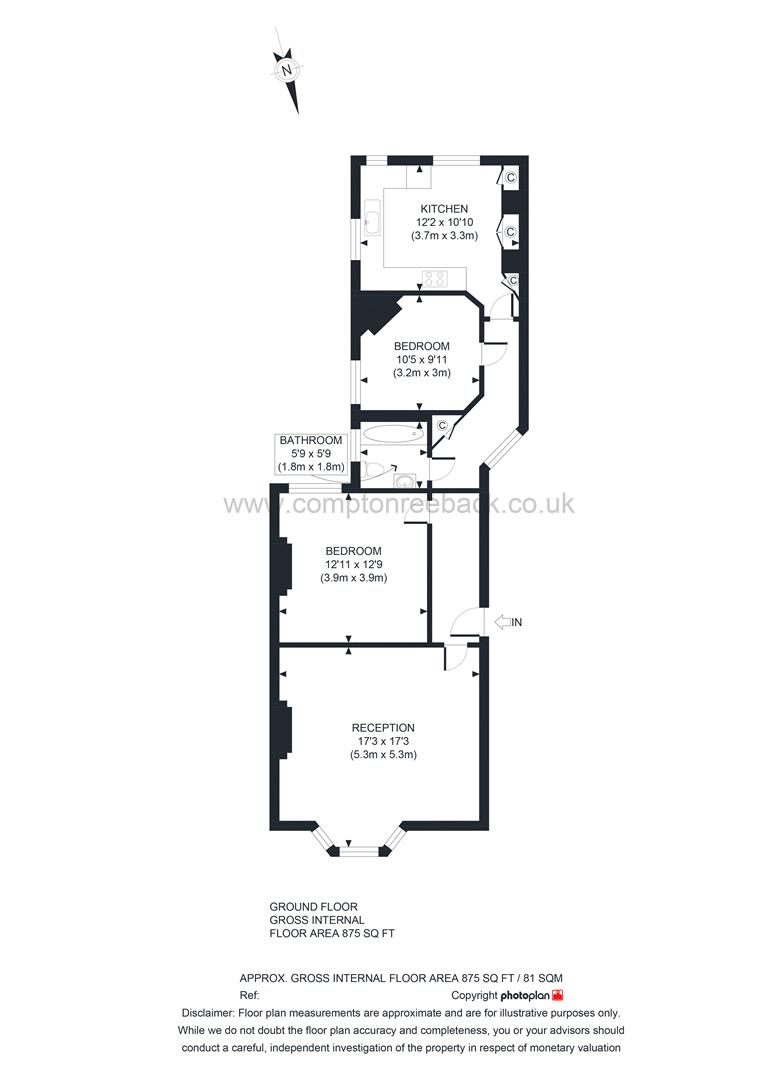 N
KITCHEN
12'2 x 10'10
(3.7m x 3.3m)
C
C
C
BEDROOM
10'5 x 9'11
(3.2m x 3m)
C
BATHROOM
5'9 x 5'9
(1.8m x 1.8m)
www.comptonreeback.co.uk
BEDROOM
12'11 x 12'9
(3.9m x 3.9m)
IN
RECEPTION
17'3 x 17'3
(5.3m x 5.3m)
GROUND FLOOR
GROSS INTERNAL
FLOOR AREA 875 SQ FT
APPROX. GROSS INTERNAL FLOOR AREA 875 SQ FT / 81 SQM
Ref: Copyright photoplan
Disclaimer: Floor plan measurements are approximate and are for illustrative purposes only.
While we do not doubt the floor plan accuracy and completeness, you or your advisors should
conduct a careful, independent investigation of the property in respect of monetary valuation